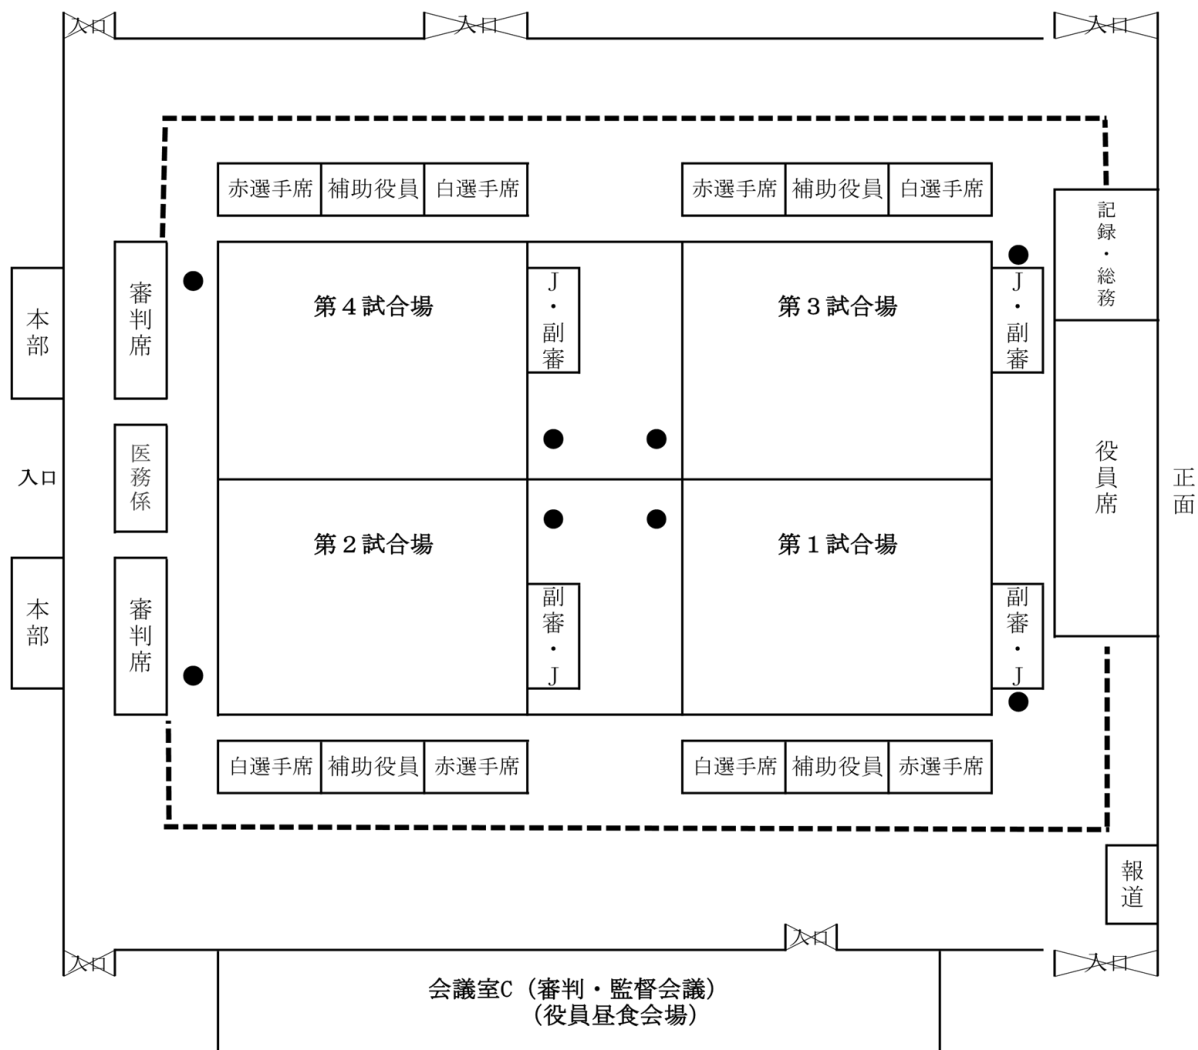 入口
入口
入口
赤選手席
補助役員
白選手席
赤選手席
補助役員
白選手席
記録・総務
本部
審判席
第４試合場
J・副審
第３試合場
J・副審
入口
医務係
役員席
正面
本部
審判席
第２試合場
副審・J
第１試合場
副審・J
白選手席
補助役員
赤選手席
白選手席
補助役員
赤選手席
報道
入口
入口
入口
会議室C（審判・監督会議）
（役員昼食会場）